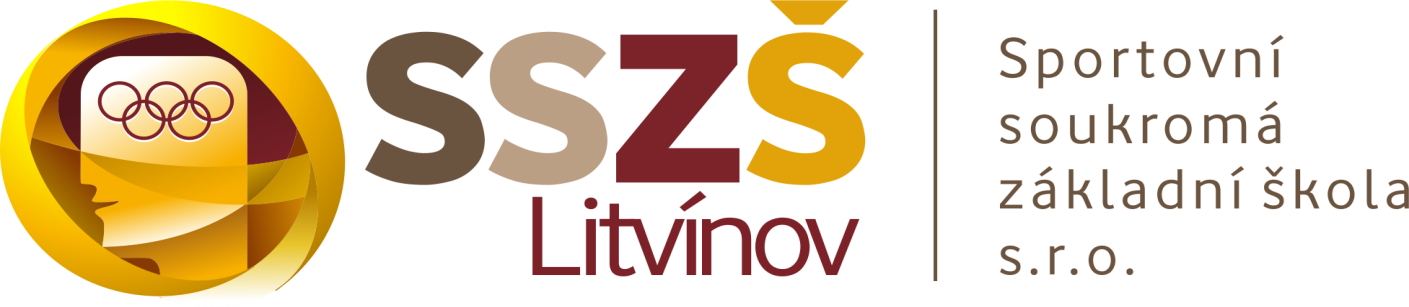 SSZŠ
Litvínov
Sportovní
soukromá
základní škola
s.r.o.